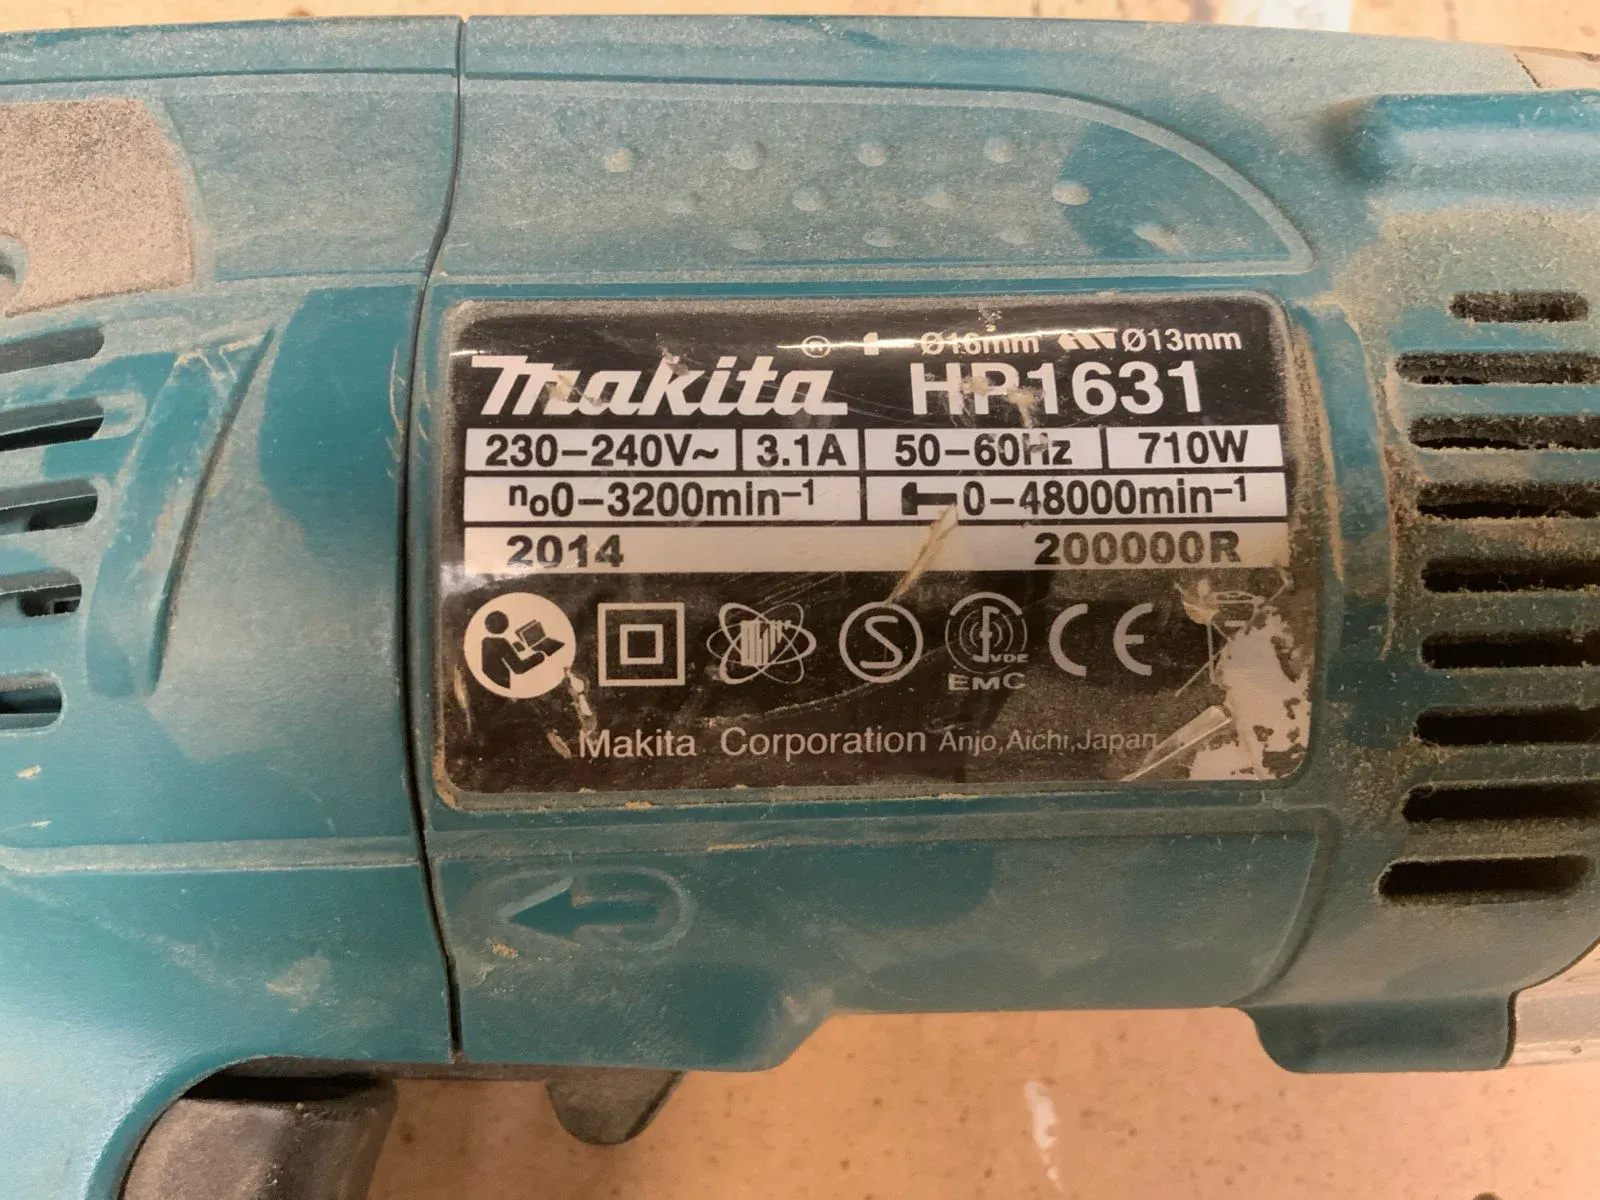 ® Ø16mm Ø13mm
makita HP1631
230–240V~ 3.1A 50–60Hz 710W
no0–3200min–1 0–48000min–1
2014 200000R
S VDE
EMC
CE
Makita Corporation Anjo,Aichi,Japan